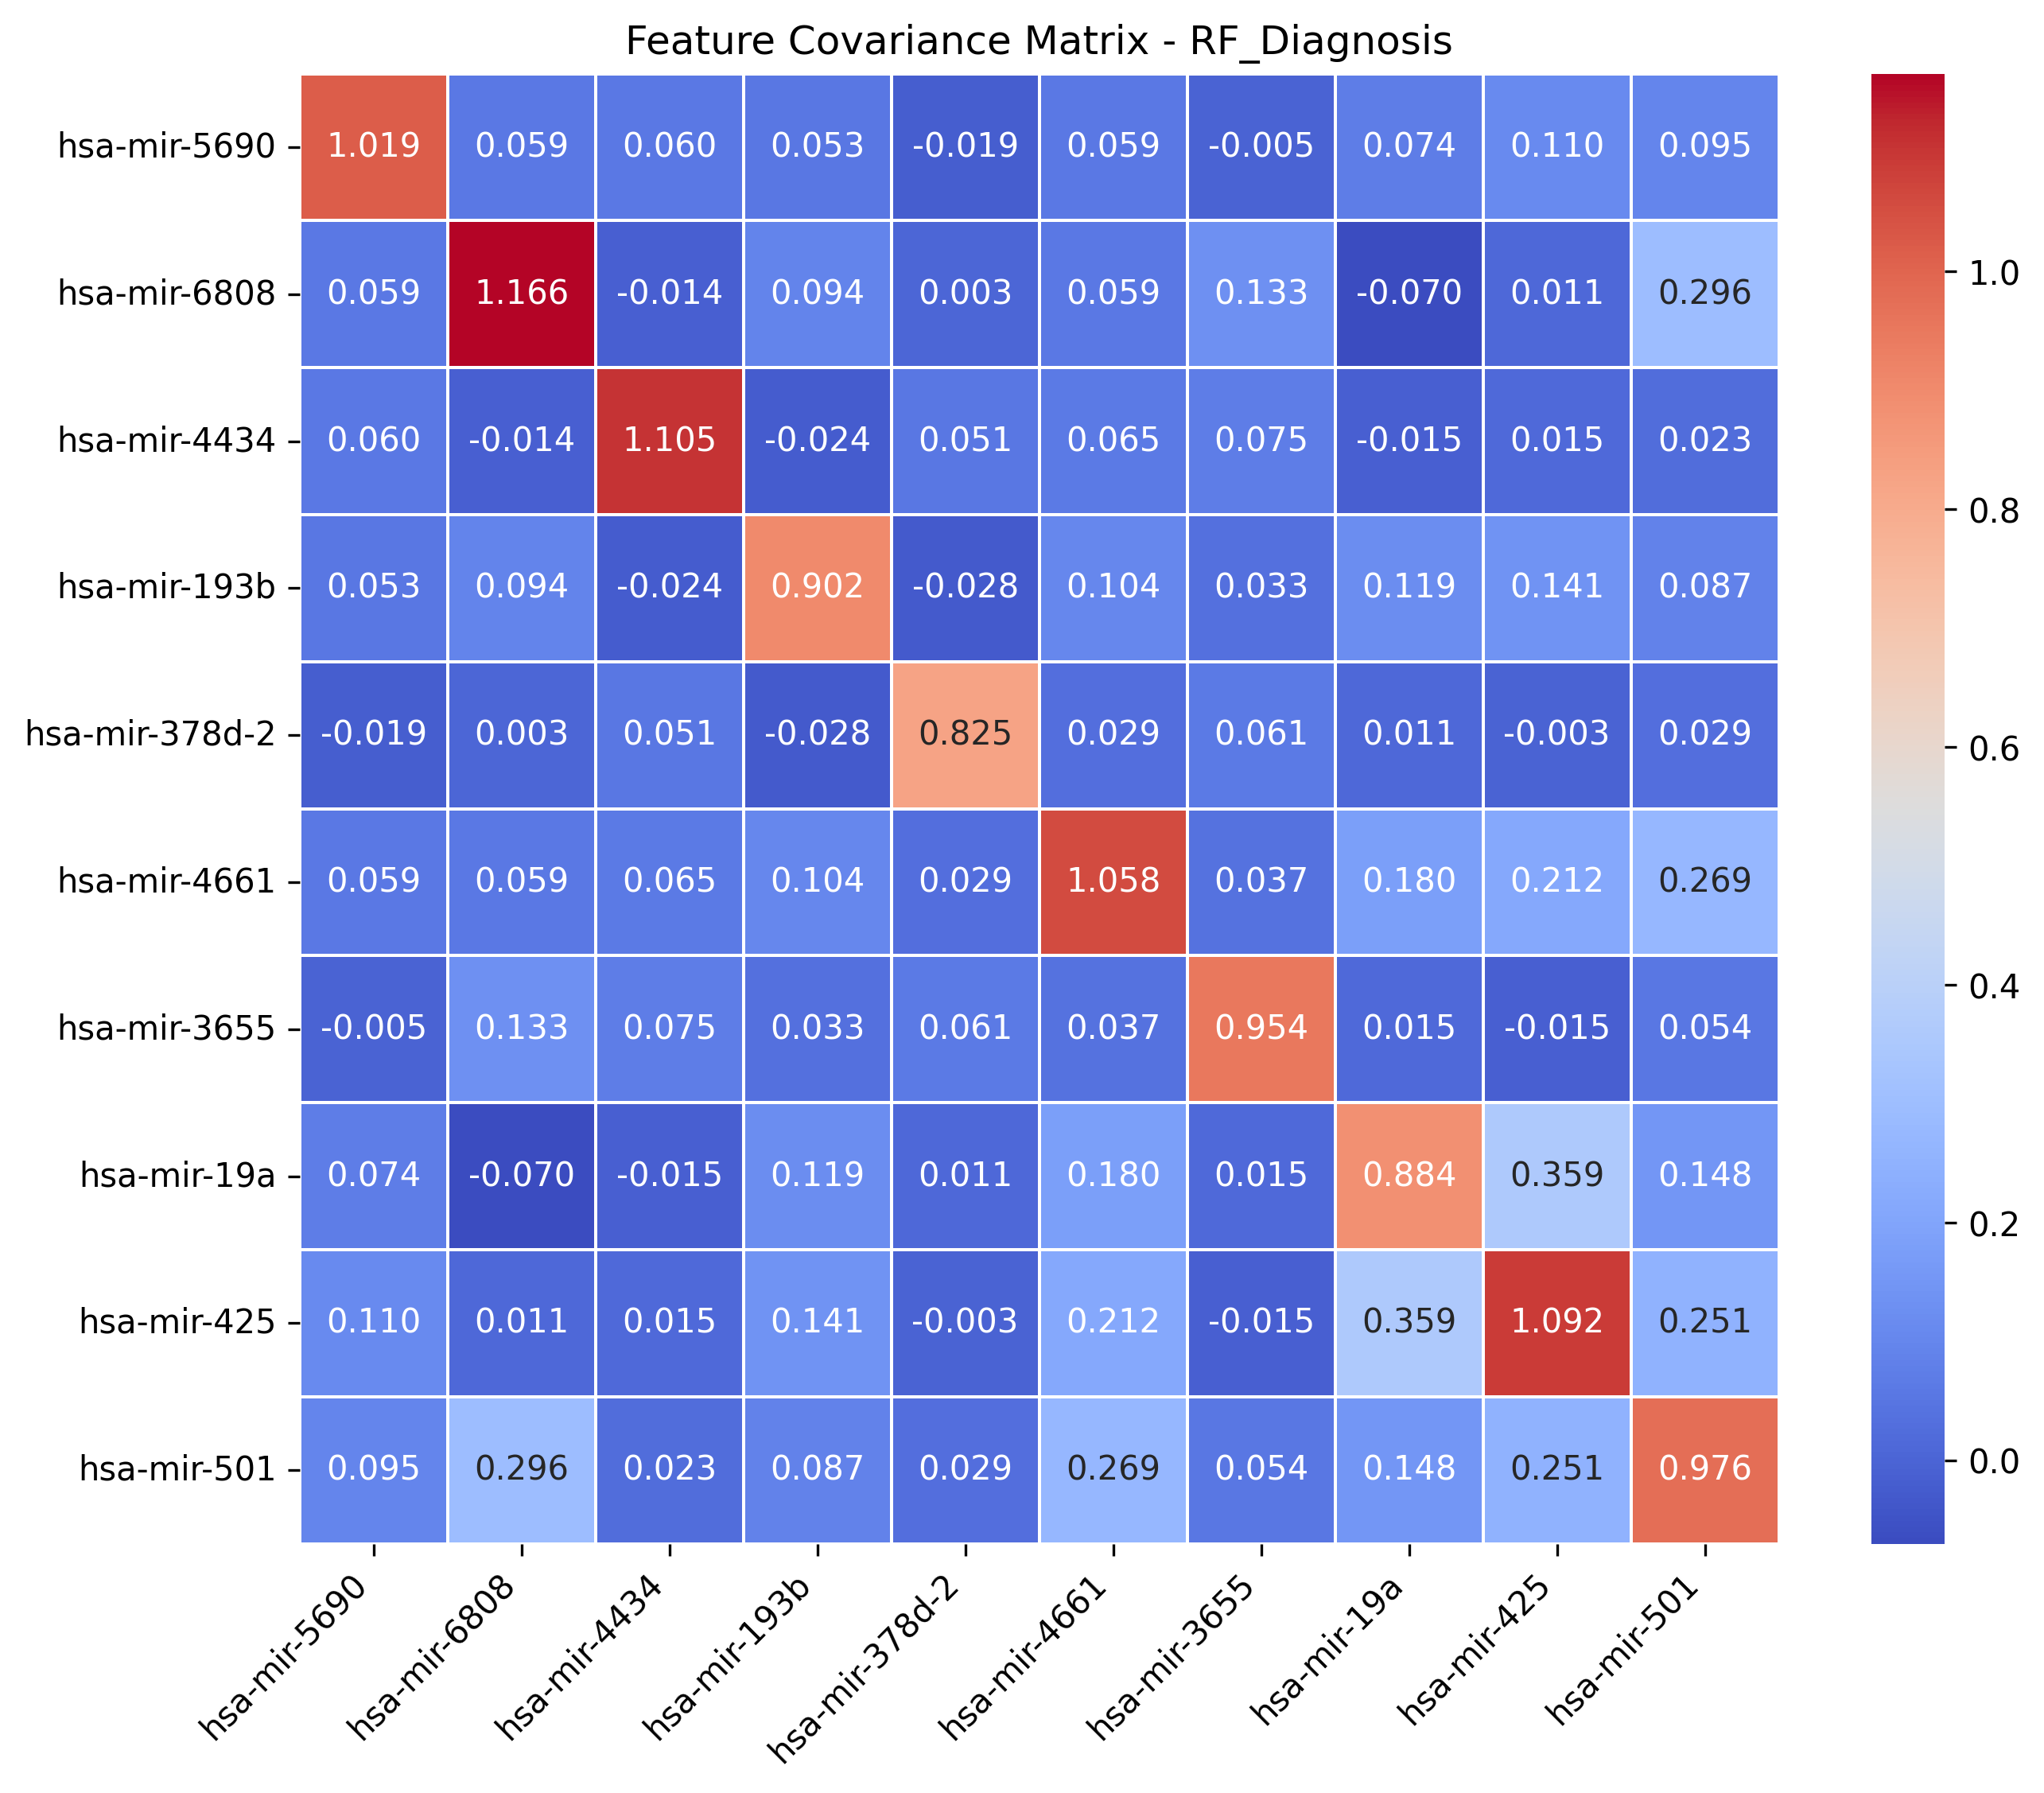 Feature Covariance Matrix - RF_Diagnosis
hsa-mir-5690 1.019 0.059 0.060 0.053 -0.019 0.059 -0.005 0.074 0.110 0.095
hsa-mir-6808 0.059 1.166 -0.014 0.094 0.003 0.059 0.133 -0.070 0.011 0.296
hsa-mir-4434 0.060 -0.014 1.105 -0.024 0.051 0.065 0.075 -0.015 0.015 0.023
hsa-mir-193b 0.053 0.094 -0.024 0.902 -0.028 0.104 0.033 0.119 0.141 0.087
hsa-mir-378d-2 -0.019 0.003 0.051 -0.028 0.825 0.029 0.061 0.011 -0.003 0.029
hsa-mir-4661 0.059 0.059 0.065 0.104 0.029 1.058 0.037 0.180 0.212 0.269
hsa-mir-3655 -0.005 0.133 0.075 0.033 0.061 0.037 0.954 0.015 -0.015 0.054
hsa-mir-19a 0.074 -0.070 -0.015 0.119 0.011 0.180 0.015 0.884 0.359 0.148
hsa-mir-425 0.110 0.011 0.015 0.141 -0.003 0.212 -0.015 0.359 1.092 0.251
hsa-mir-501 0.095 0.296 0.023 0.087 0.029 0.269 0.054 0.148 0.251 0.976
hsa-mir-5690 hsa-mir-6808 hsa-mir-4434 hsa-mir-193b hsa-mir-378d-2 hsa-mir-4661 hsa-mir-3655 hsa-mir-19a hsa-mir-425 hsa-mir-501
1.0
0.8
0.6
0.4
0.2
0.0